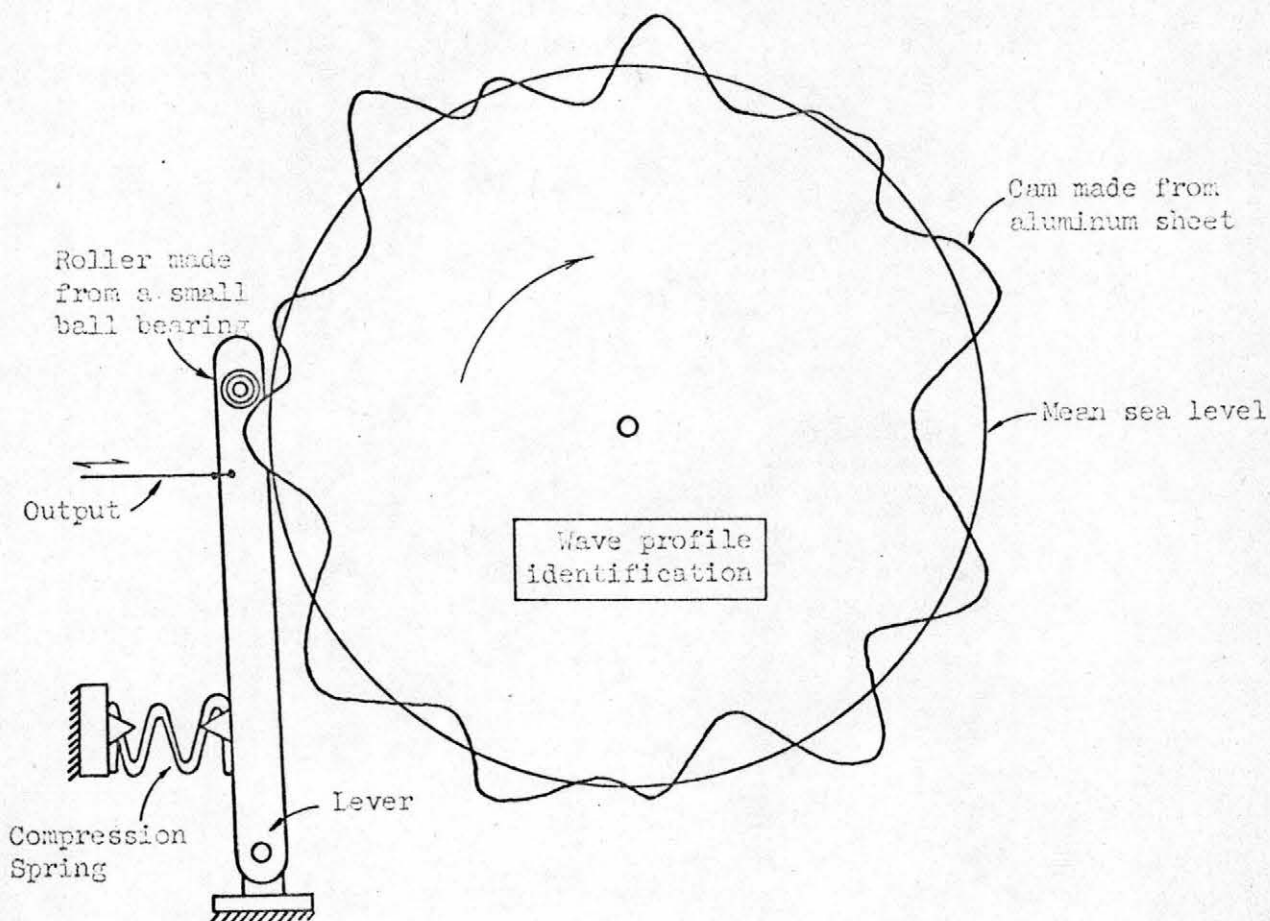 Cam made from
aluminum sheet
Roller made
from a small
ball bearing
Mean sea level
Output
Wave profile
identification
Lever
Compression
Spring